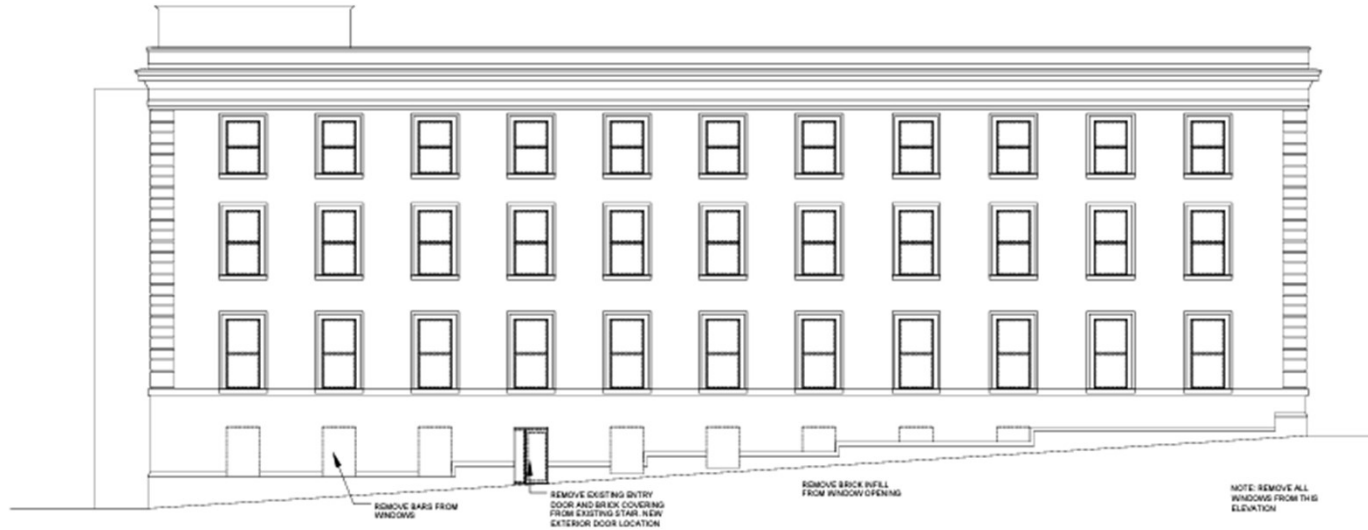 REMOVE BARS FROM
WINDOWS
REMOVE EXISTING ENTRY
DOOR AND BRICK COVERING
FROM EXISTING STAIR. NEW
EXTERIOR DOOR LOCATION
REMOVE BRICK INFILL
FROM WINDOW OPENING
NOTE: REMOVE ALL
WINDOWS FROM THIS
ELEVATION